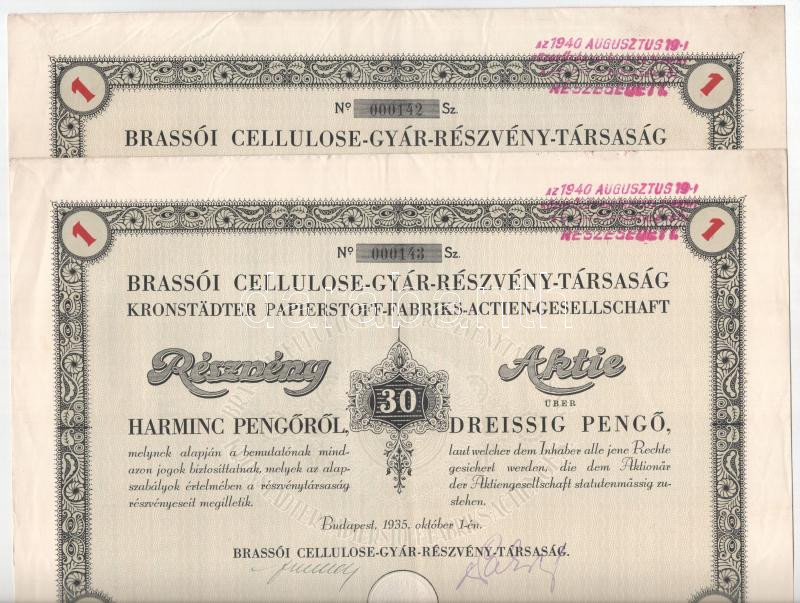 AZ 1940 AUGUSZTUS 19-I
RÉSZESEDETT.
1
1
Nº 000142 Sz.
BRASSÓI CELLULOSE-GYÁR-RÉSZVÉNY-TÁRSASÁG
AZ 1940 AUGUSZTUS 19-I
RÉSZESEDETT.
1
1
Nº 000143 Sz.
BRASSÓI CELLULOSE-GYÁR-RÉSZVÉNY-TÁRSASÁG
KRONSTÄDTER PAPIERSTOFF-FABRIKS-ACTIEN-GESELLSCHAFT
Részvény
Aktie
ÜBER
30
HARMINC PENGŐRŐL,
melynek alapján a bemutatónak mind-
azon jogok biztosíttatnak, melyek az alap-
szabályok értelmében a részvénytársaság
részvényeseit megilletik.
DREISSIG PENGŐ,
laut welcher dem Inhaber alle jene Rechte
gesichert werden, die dem Aktionär
der Aktiengesellschaft statutenmässig zu-
stehen.
Budapest, 1935. október 1-én.
BRASSÓI CELLULOSE-GYÁR-RÉSZVÉNY-TÁRSASÁG.